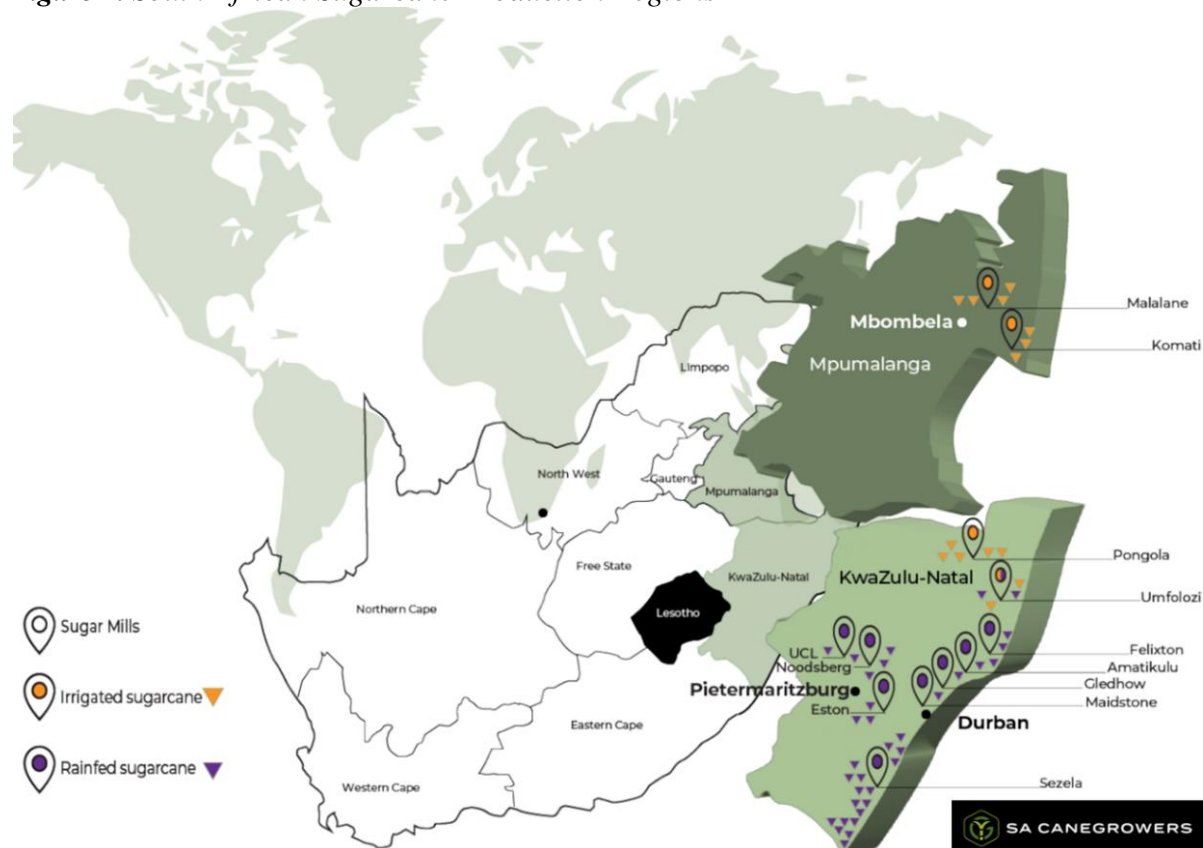 Malalane
Mbombela
Komati
Mpumalanga
Limpopo
North West
Gauteng
Mpumalanga
Pongola
Free State
KwaZulu-Natal
KwaZulu-Natal
Umfolozi
Northern Cape
Lesotho
Sugar Mills
UCL
Felixton
Noodsberg
Amatikulu
Gledhow
Pietermaritzburg
Maidstone
Irrigated sugarcane
Eston
Durban
Eastern Cape
Rainfed sugarcane
Western Cape
Sezela
SA CANEGROWERS